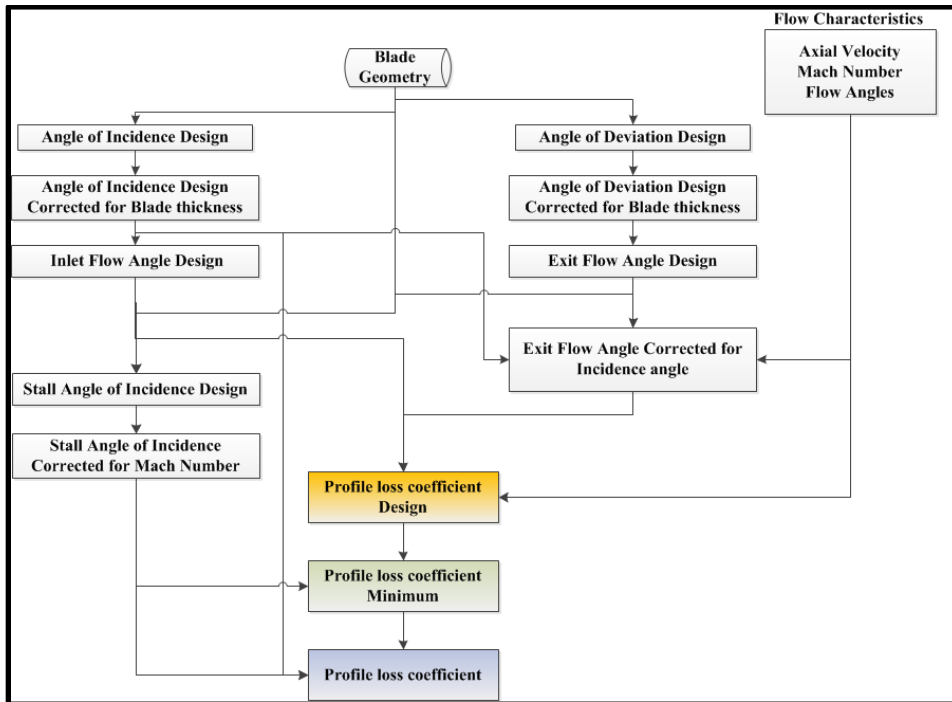 Flow Characteristics
Axial Velocity
Mach Number
Flow Angles
Blade
Geometry
Angle of Incidence Design
Angle of Incidence Design
Corrected for Blade thickness
Inlet Flow Angle Design
Stall Angle of Incidence Design
Stall Angle of Incidence
Corrected for Mach Number
Angle of Deviation Design
Angle of Deviation Design
Corrected for Blade thickness
Exit Flow Angle Design
Exit Flow Angle Corrected for
Incidence angle
Profile loss coefficient
Design
Profile loss coefficient
Minimum
Profile loss coefficient